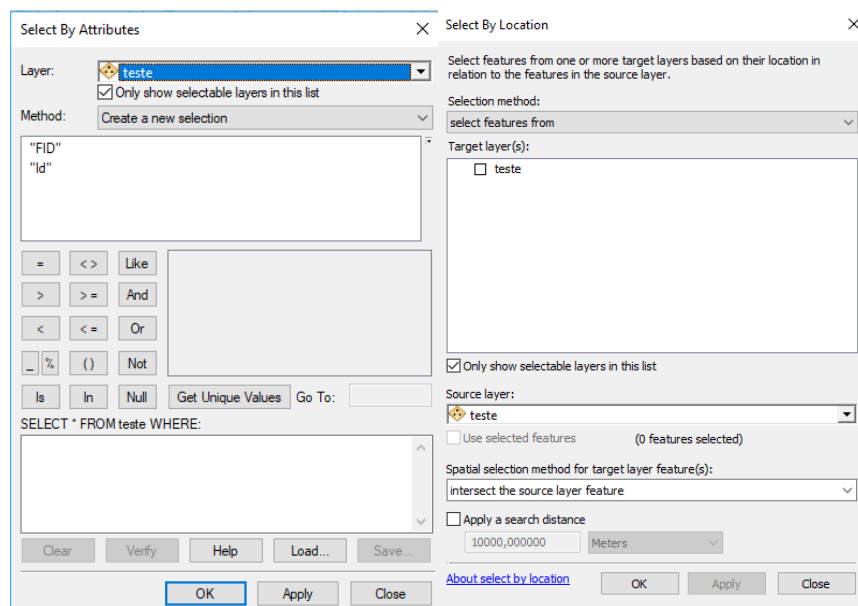 Select By Attributes
Layer:
teste
Only show selectable layers in this list
Method:
Create a new selection
"FID"
"Id"
=
< >
Like
>
> =
And
<
< =
Or
_
%
()
Not
Is
In
Null
Get Unique Values
Go To:
SELECT * FROM teste WHERE:
Clear
Verify
Help
Load...
Save...
OK
Apply
Close
Select By Location
Select features from one or more target layers based on their location in
relation to the features in the source layer.
Selection method:
select features from
Target layer(s):
teste
Only show selectable layers in this list
Source layer:
teste
Use selected features
(0 features selected)
Spatial selection method for target layer feature(s):
intersect the source layer feature
Apply a search distance
10000,000000
Meters
About select by location
OK
Apply
Close